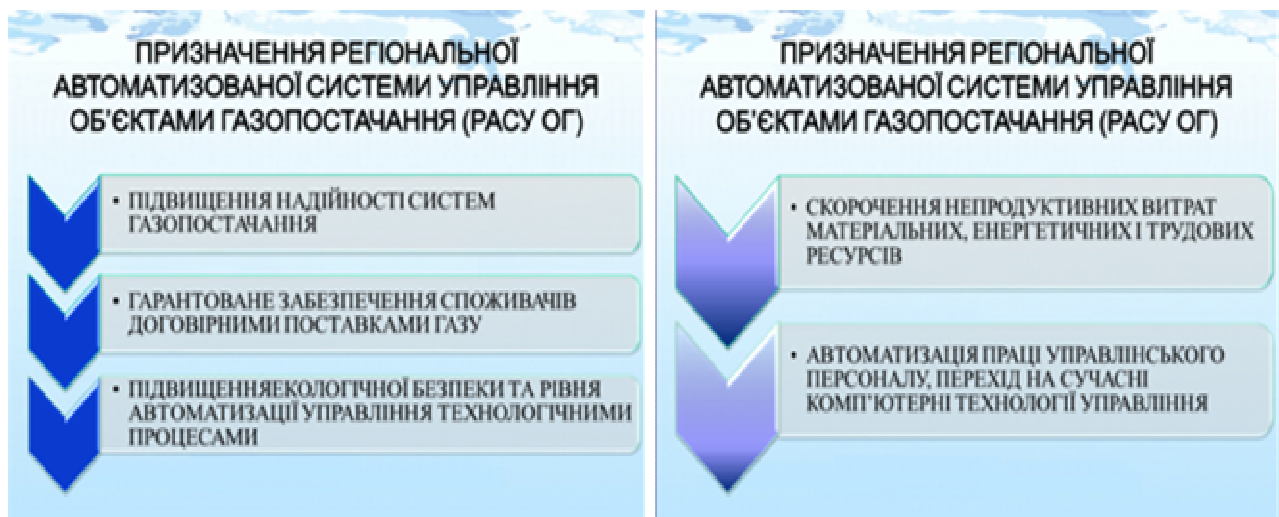 ПРИЗНАЧЕННЯ РЕГІОНАЛЬНОЇ
АВТОМАТИЗОВАНОЇ СИСТЕМИ УПРАВЛІННЯ
ОБ'ЄКТАМИ ГАЗОПОСТАЧАННЯ (РАСУ ОГ)
• ПІДВИЩЕННЯ НАДІЙНОСТІ СИСТЕМ
ГАЗОПОСТАЧАННЯ
• ГАРАНТОВАНЕ ЗАБЕЗПЕЧЕННЯ СПОЖИВАЧІВ
ДОГОВІРНИМИ ПОСТАВКАМИ ГАЗУ
• ПІДВИЩЕННЯЕКОЛОГІЧНОЇ БЕЗПЕКИ ТА РІВНЯ
АВТОМАТИЗАЦІЇ УПРАВЛІННЯ ТЕХНОЛОГІЧНИМИ
ПРОЦЕСАМИ
ПРИЗНАЧЕННЯ РЕГІОНАЛЬНОЇ
АВТОМАТИЗОВАНОЇ СИСТЕМИ УПРАВЛІННЯ
ОБ'ЄКТАМИ ГАЗОПОСТАЧАННЯ (РАСУ ОГ)
• СКОРОЧЕННЯ НЕПРОДУКТИВНИХ ВИТРАТ
МАТЕРІАЛЬНИХ, ЕНЕРГЕТИЧНИХ І ТРУДОВИХ
РЕСУРСІВ
• АВТОМАТИЗАЦІЯ ПРАЦІ УПРАВЛІНСЬКОГО
ПЕРСОНАЛУ, ПЕРЕХІД НА СУЧАСНІ
КОМП'ЮТЕРНІ ТЕХНОЛОГІЇ УПРАВЛІННЯ